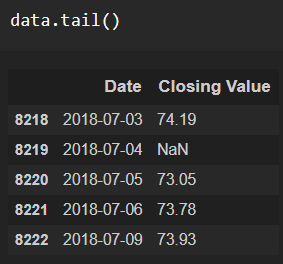 data.tail()
Date Closing Value
8218 2018-07-03 74.19
8219 2018-07-04 NaN
8220 2018-07-05 73.05
8221 2018-07-06 73.78
8222 2018-07-09 73.93